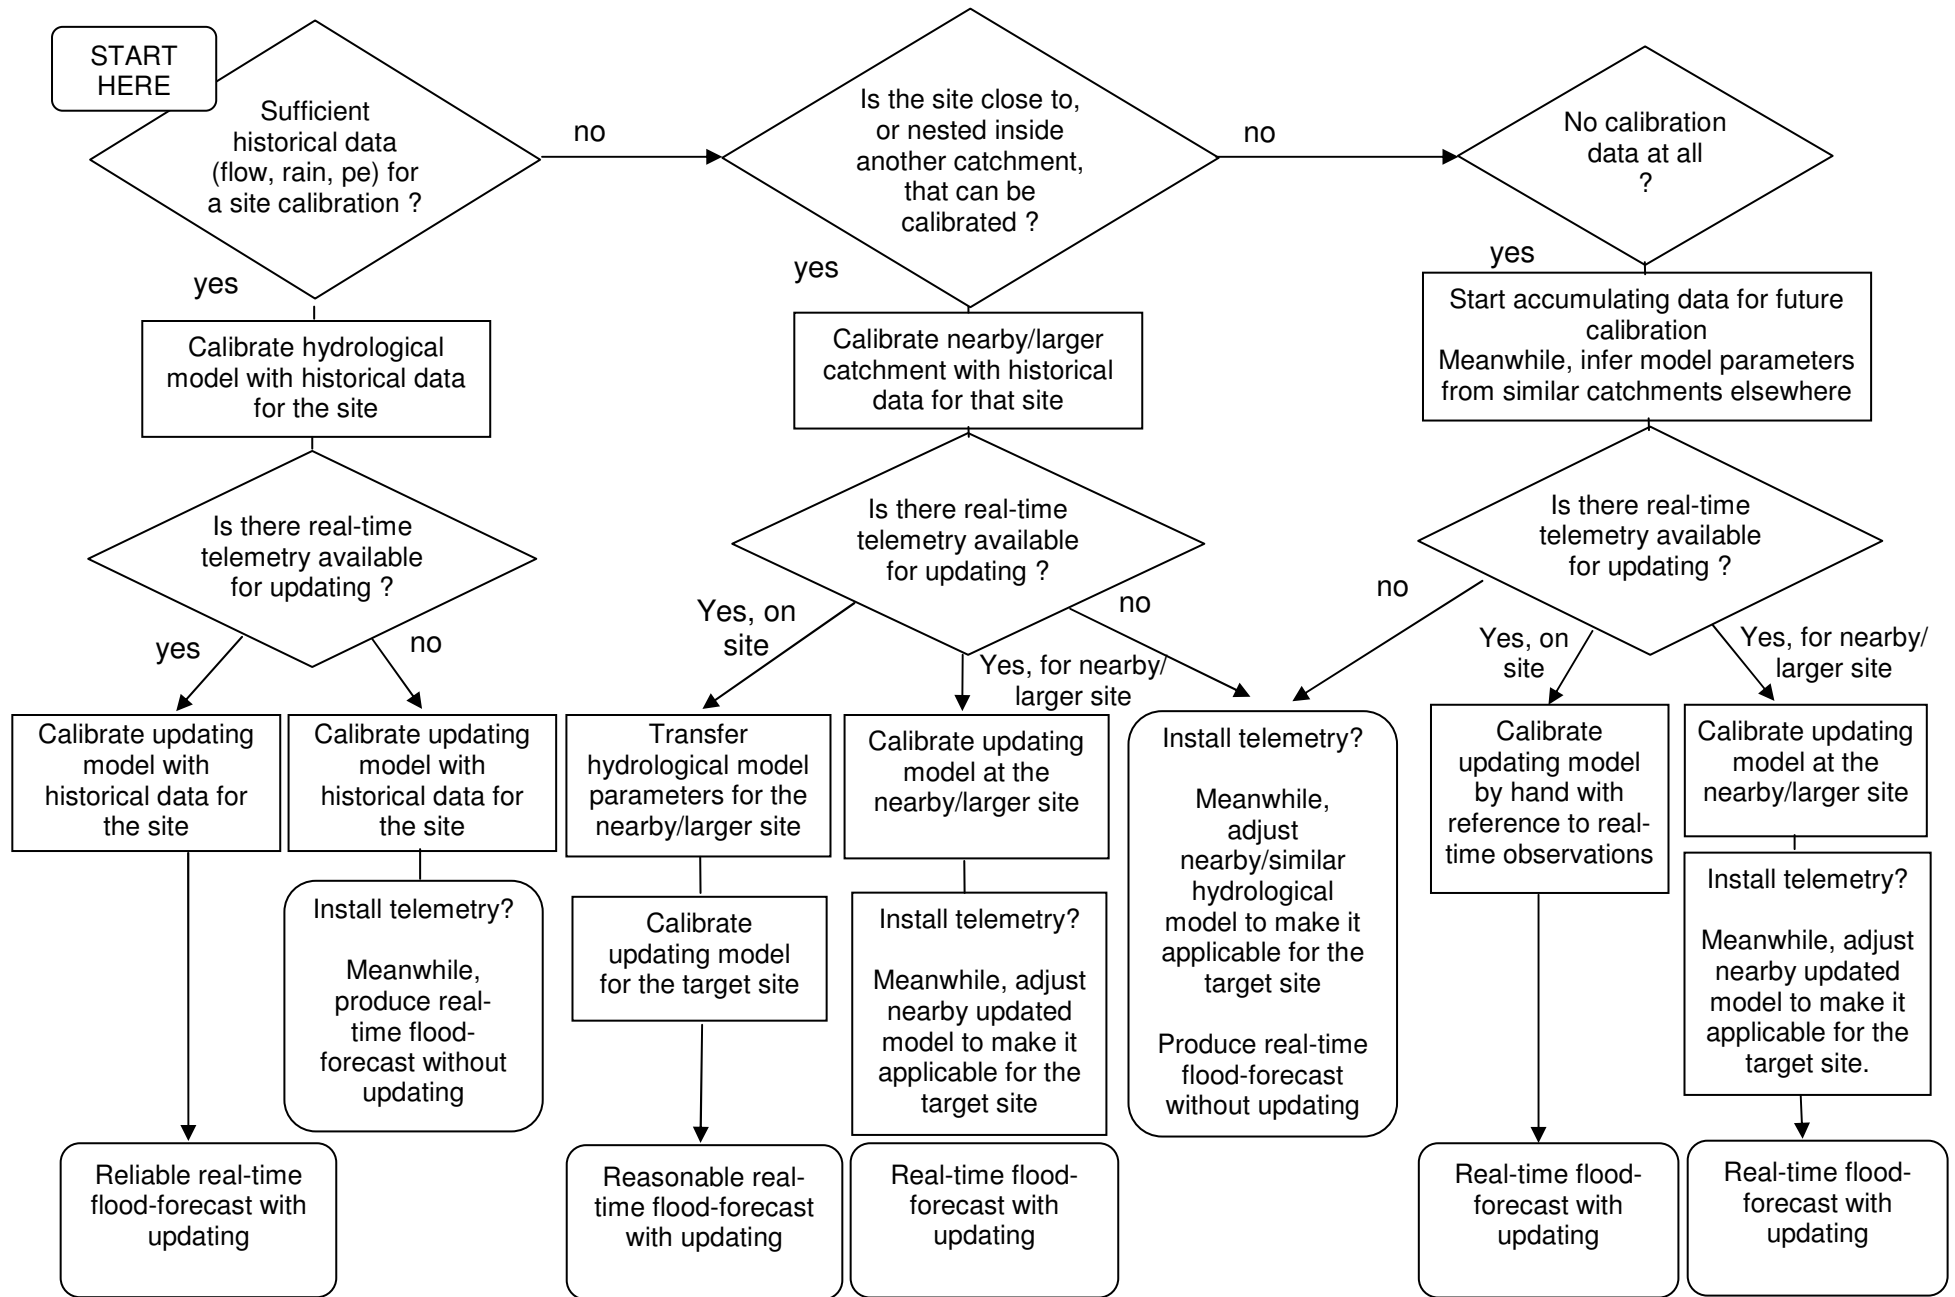 START
HERE
Sufficient
historical data
(flow, rain, pe) for
a site calibration ?
no
Is the site close to,
or nested inside
another catchment,
that can be
calibrated ?
no
No calibration
data at all
?
yes
yes
yes
Calibrate hydrological
model with historical data
for the site
Calibrate nearby/larger
catchment with historical
data for that site
Start accumulating data for future
calibration
Meanwhile, infer model parameters
from similar catchments elsewhere
Is there real-time
telemetry available
for updating ?
Is there real-time
telemetry available
for updating ?
Is there real-time
telemetry available
for updating ?
yes
no
Yes, on
site
Yes, for nearby/
larger site
no
no
Yes, on
site
Yes, for nearby/
larger site
Calibrate updating
model with
historical data for
the site
Calibrate updating
model with
historical data for
the site
Transfer
hydrological model
parameters for the
nearby/larger site
Calibrate updating
model at the
nearby/larger site
Install telemetry?
Meanwhile,
adjust
nearby/similar
hydrological
model to make it
applicable for the
target site
Produce real-time
flood-forecast
without updating
Calibrate
updating model
by hand with
reference to real-
time observations
Calibrate updating
model at the
nearby/larger site
Install telemetry?
Meanwhile,
produce real-
time flood-
forecast without
updating
Calibrate
updating model
for the target site
Install telemetry?
Meanwhile, adjust
nearby updated
model to make it
applicable for the
target site
Install telemetry?
Meanwhile, adjust
nearby updated
model to make it
applicable for the
target site.
Reliable real-time
flood-forecast with
updating
Reasonable real-
time flood-forecast
with updating
Real-time flood-
forecast with
updating
Real-time flood-
forecast with
updating
Real-time flood-
forecast with
updating